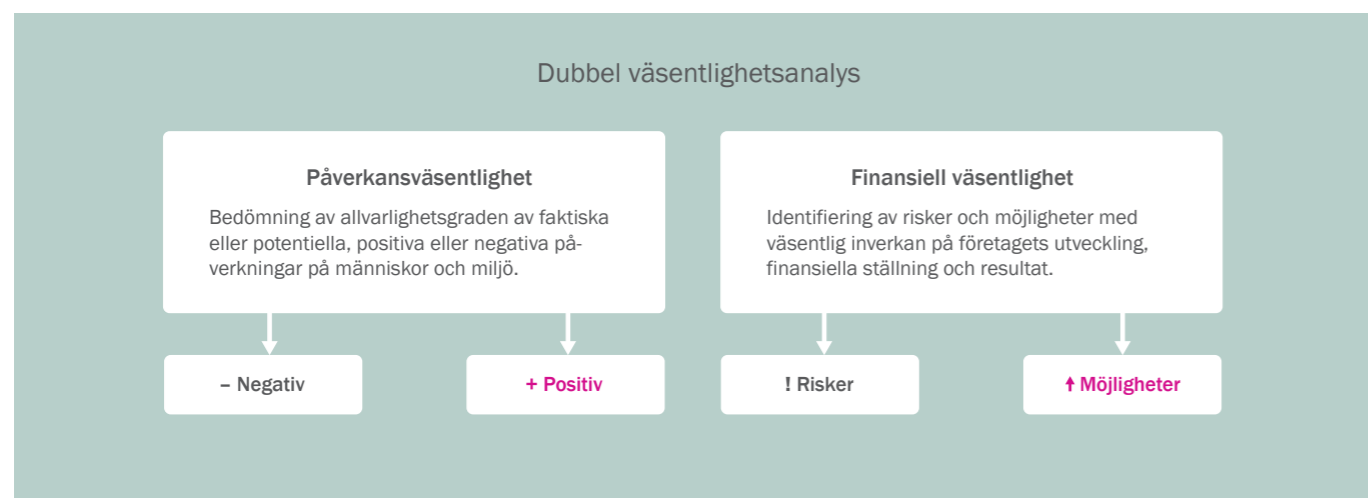 Dubbel väsentlighetsanalys
Påverkansväsentlighet
Bedömning av allvarlighetsgraden av faktiska
eller potentiella, positiva eller negativa på-
verkningar på människor och miljö.
Finansiell väsentlighet
Identifiering av risker och möjligheter med
väsentlig inverkan på företagets utveckling,
finansiella ställning och resultat.
– Negativ
+ Positiv
! Risker
↑ Möjligheter